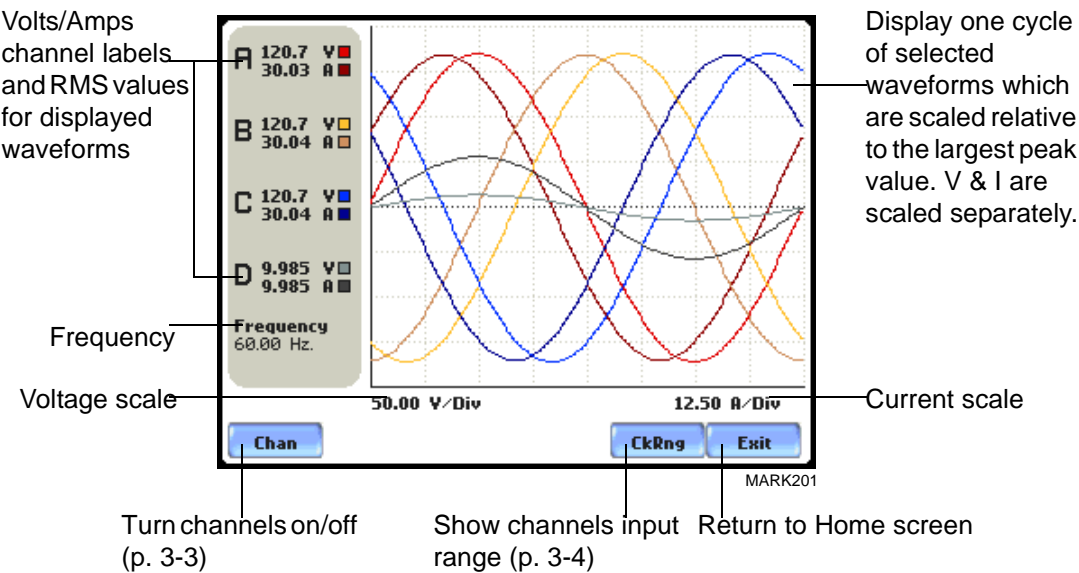 Volts/Amps
channel labels
and RMS values
for displayed
waveforms
Frequency
Voltage scale
A 120.7 V
30.03 A
B 120.7 V
30.04 A
C 120.7 V
30.04 A
D 9.985 V
9.985 A
Frequency
60.00 Hz.
50.00 V/Div
12.50 A/Div
Chan
CkRng
Exit
Display one cycle
of selected
waveforms which
are scaled relative
to the largest peak
value. V & I are
scaled separately.
Current scale
MARK201
Turn channels on/off
(p. 3-3)
Show channels input
range (p. 3-4)
Return to Home screen